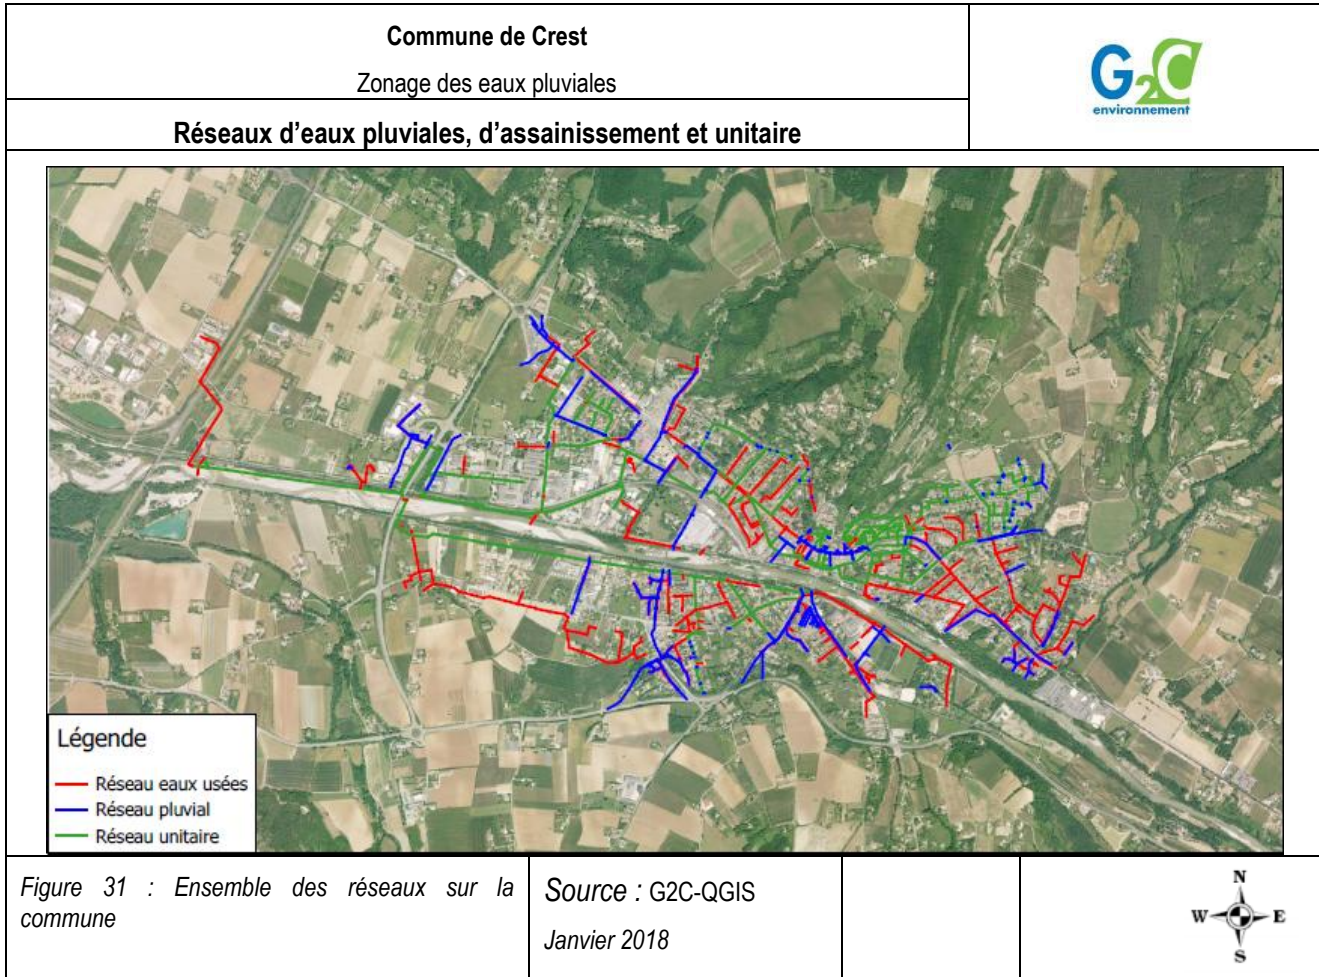 Commune de Crest
Zonage des eaux pluviales
Réseaux d'eaux pluviales, d'assainissement et unitaire
G2C
environnement
Légende
Réseau eaux usées
Réseau pluvial
Réseau unitaire
Figure 31 : Ensemble des réseaux sur la
commune
Source : G2C-QGIS
Janvier 2018
N
W E
S